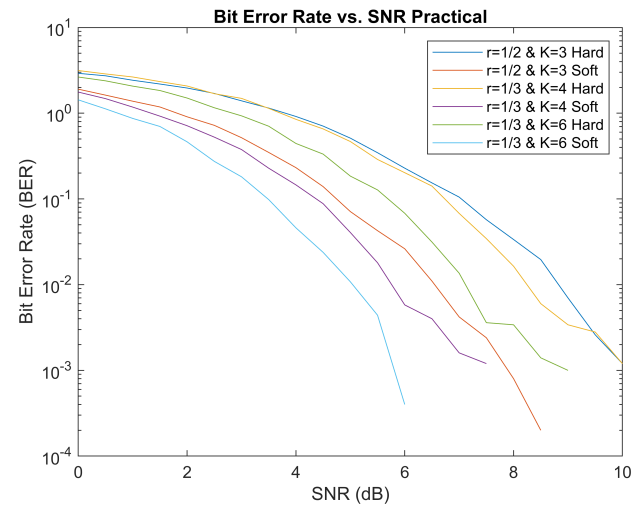 Bit Error Rate vs. SNR Practical
10^1
10^0
10^-1
10^-2
10^-3
10^-4
Bit Error Rate (BER)
r=1/2 & K=3 Hard
r=1/2 & K=3 Soft
r=1/3 & K=4 Hard
r=1/3 & K=4 Soft
r=1/3 & K=6 Hard
r=1/3 & K=6 Soft
0 2 4 6 8 10
SNR (dB)